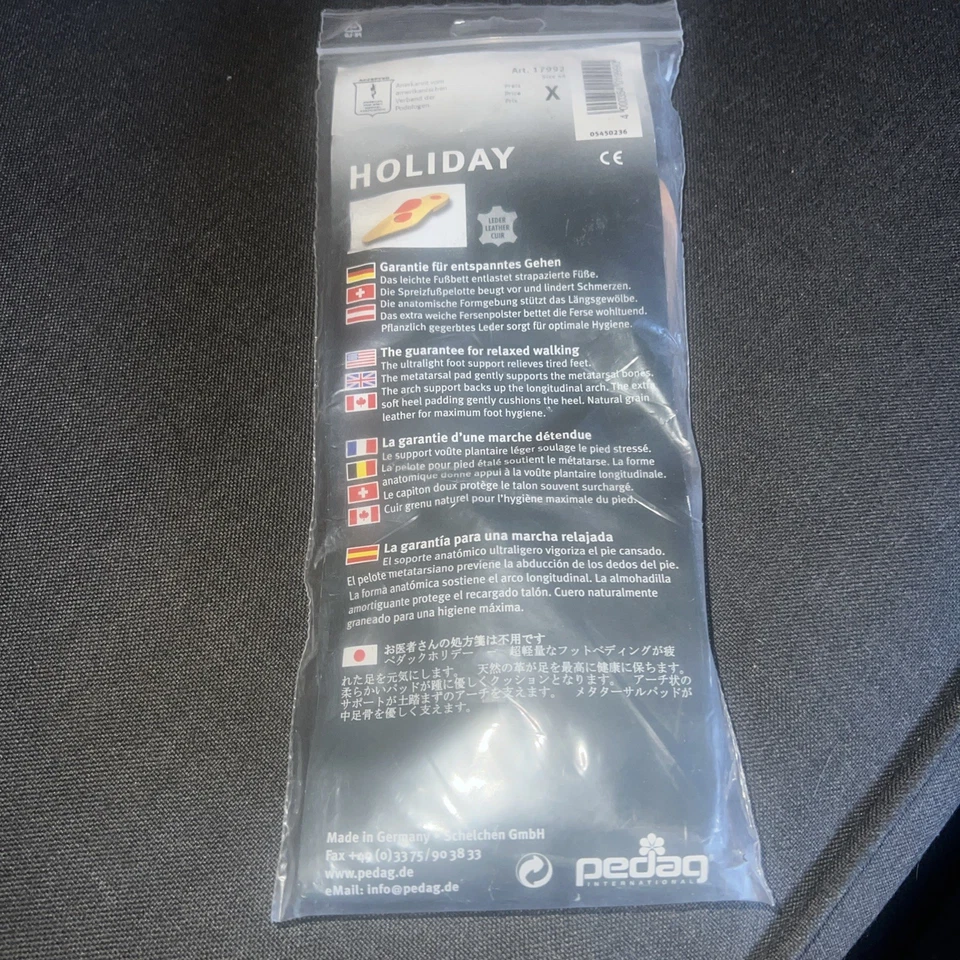 Art. 17992
X
05450236
HOLIDAY
CE
LEDER
LEATHER
CUIR
Garantie für entspanntes Gehen
Das leichte Fußbett entlastet strapazierte Füße.
Die Spreizfußpelotte beugt vor und lindert Schmerzen.
Die anatomische Formgebung stützt das Längsgewölbe.
Das extra weiche Fersenpolster bettet die Ferse wohltuend.
Pflanzlich gegerbtes Leder sorgt für optimale Hygiene.
The guarantee for relaxed walking
The ultralight foot support relieves tired feet.
The metatarsal pad gently supports the metatarsal bones.
The arch support backs up the longitudinal arch. The extra
soft heel padding gently cushions the heel. Natural grain
leather for maximum foot hygiene.
La garantie d'une marche détendue
Le support voûte plantaire léger soulage le pied stressé.
La pelote pour pied étalé soutient le métatarse. La forme
anatomique donne appui à la voûte plantaire longitudinale.
Le capiton doux protège le talon souvent surchargé.
Cuir grenu naturel pour l'hygiène maximale du pied.
La garantía para una marcha relajada
El soporte anatómico ultraligero vigoriza el pie cansado.
El pelote metatarsiano previene la abducción de los dedos del pie.
La forma anatómica sostiene el arco longitudinal. La almohadilla
amortiguante protege el recargado talón. Cuero naturalmente
graneado para una higiene máxima.
お医者さんの処方箋は不用です
ペダックホリデー ー 超軽量なフットベディングが疲
れた足を元気にします。 天然の革が足を最高に健康に保ちます。
柔らかいパッドが踵に優しくクッションとなります。 アーチ状の
サポートが土踏まずのアーチを支えます。 メタターサルパッドが
中足骨を優しく支えます。
Made in Germany - Schelchen GmbH
Fax +49 (0) 33 75/90 38 33
www.pedag.de
eMail: info@pedag.de
pedag
INTERNATIONAL